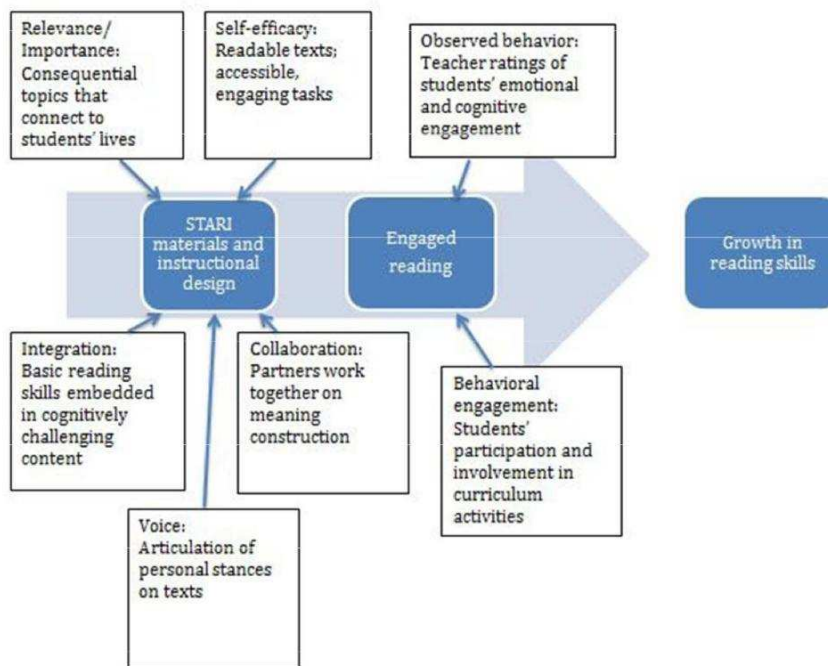 Relevance/
Importance:
Consequential
topics that
connect to
students' lives
Self-efficacy:
Readable texts;
accessible,
engaging tasks
Observed behavior:
Teacher ratings of
students' emotional
and cognitive
engagement
STARI
materials and
instructional
design
Engaged
reading
Growth in
reading skills
Integration:
Basic reading
skills embedded
in cognitively
challenging
content
Collaboration:
Partners work
together on
meaning
construction
Behavioral
engagement:
Students'
participation and
involvement in
curriculum
activities
Voice:
Articulation of
personal stances
on texts